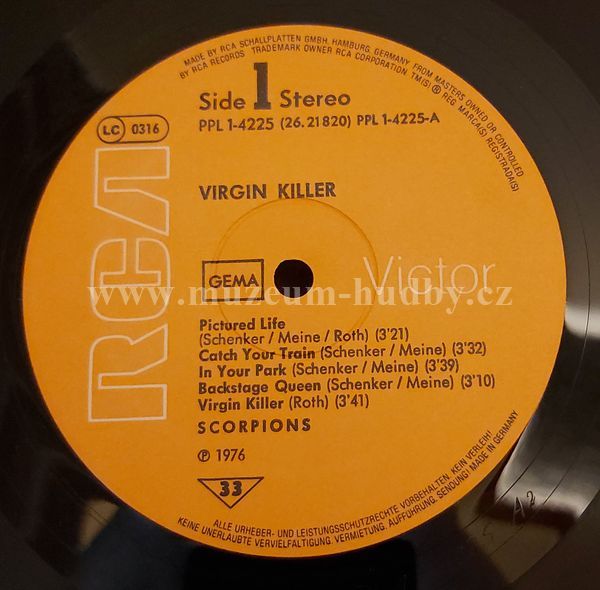 MADE BY RCA SCHALLPLATTEN GMBH, HAMBURG, GERMANY FROM MASTERS OWNED OR CONTROLLED
BY RCA RECORDS TRADEMARK OWNER RCA CORPORATION TM(S) ® REG. MARCA(S) REGISTRADA(S)
Side 1 Stereo
PPL 1-4225 (26.21820) PPL 1-4225-A
LC 0316
RCA
VIRGIN KILLER
GEMA
Victor
www.muzeum-hudby.cz
Pictured Life
(Schenker / Meine / Roth) (3'21)
Catch Your Train (Schenker / Meine) (3'32)
In Your Park (Schenker / Meine) (3'39)
Backstage Queen (Schenker / Meine) (3'10)
Virgin Killer (Roth) (3'41)
SCORPIONS
℗ 1976
33
ALLE URHEBER- UND LEISTUNGSSCHUTZRECHTE VORBEHALTEN. KEIN VERLEIH!
KEINE UNERLAUBTE VERVIELFÄLTIGUNG, VERMIETUNG, AUFFÜHRUNG, SENDUNG! MADE IN GERMANY